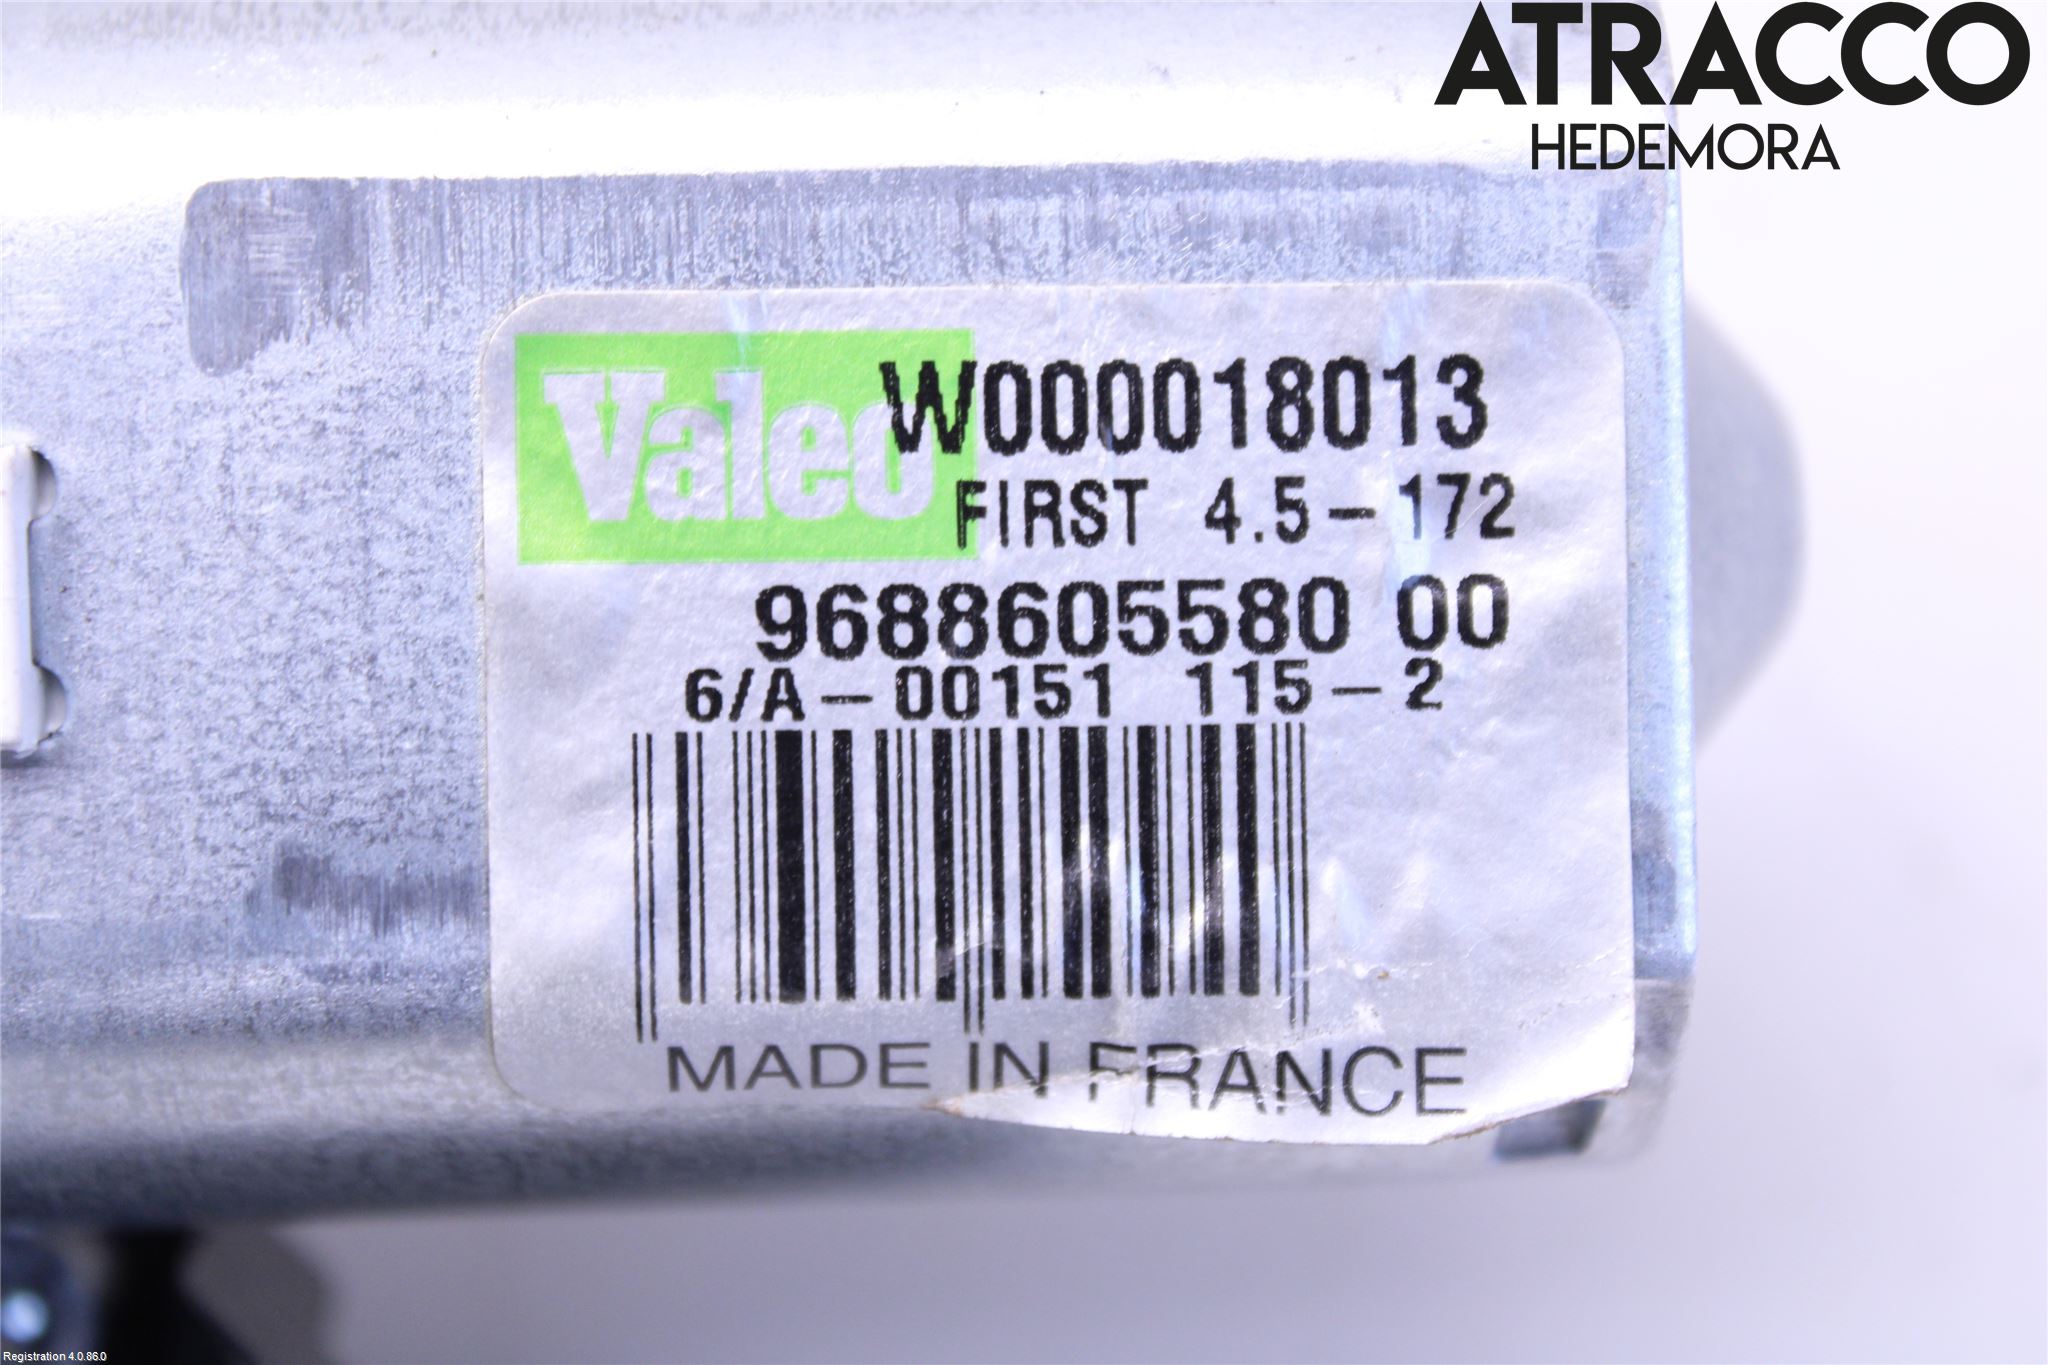 ATRACCO
HEDEMORA
Valeo W000018013
FIRST 4.5-172
9688605580 00
6/A-00151 115-2
MADE IN FRANCE
Registration 4.0.86.0